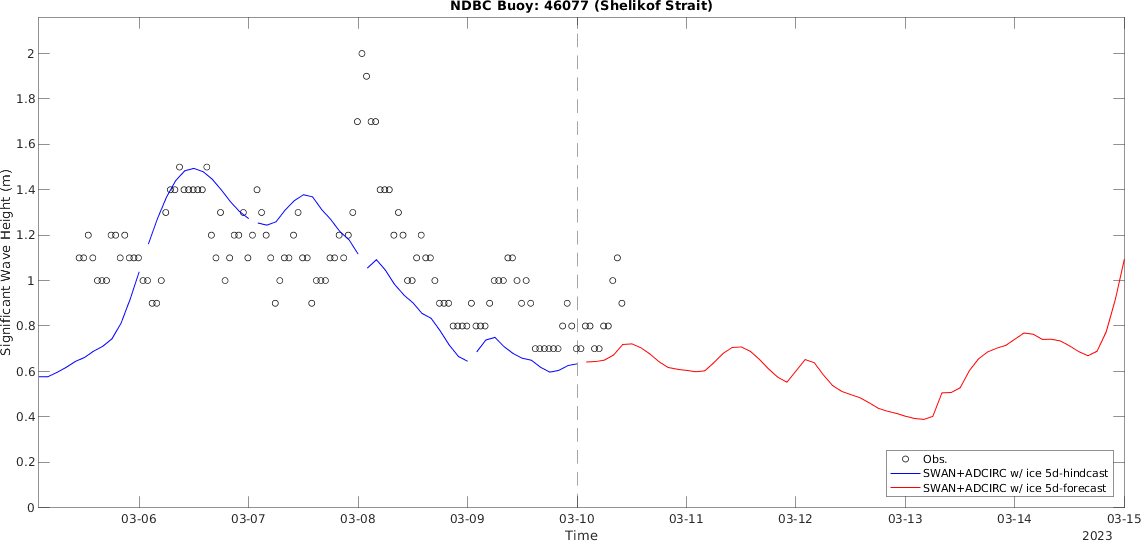 NDBC Buoy: 46077 (Shelikof Strait)
Significant Wave Height (m)
2
1.8
1.6
1.4
1.2
1
0.8
0.6
0.4
0.2
0
Obs.
SWAN+ADCIRC w/ ice 5d-hindcast
SWAN+ADCIRC w/ ice 5d-forecast
03-06 03-07 03-08 03-09 03-10 03-11 03-12 03-13 03-14 03-15
Time
2023